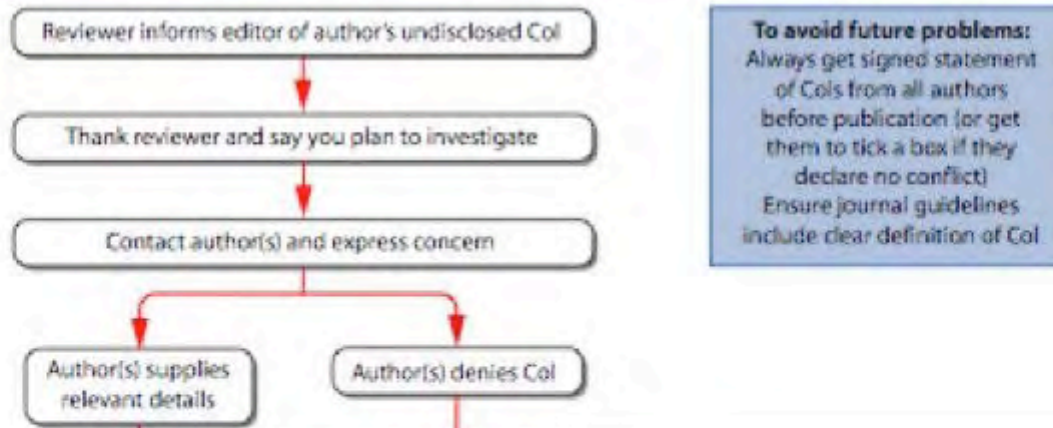 Reviewer informs editor of author's undisclosed CoI
Thank reviewer and say you plan to investigate
Contact author(s) and express concern
Author(s) supplies
relevant details
Author(s) denies CoI
To avoid future problems:
Always get signed statement
of CoIs from all authors
before publication (or get
them to tick a box if they
declare no conflict)
Ensure journal guidelines
include clear definition of CoI